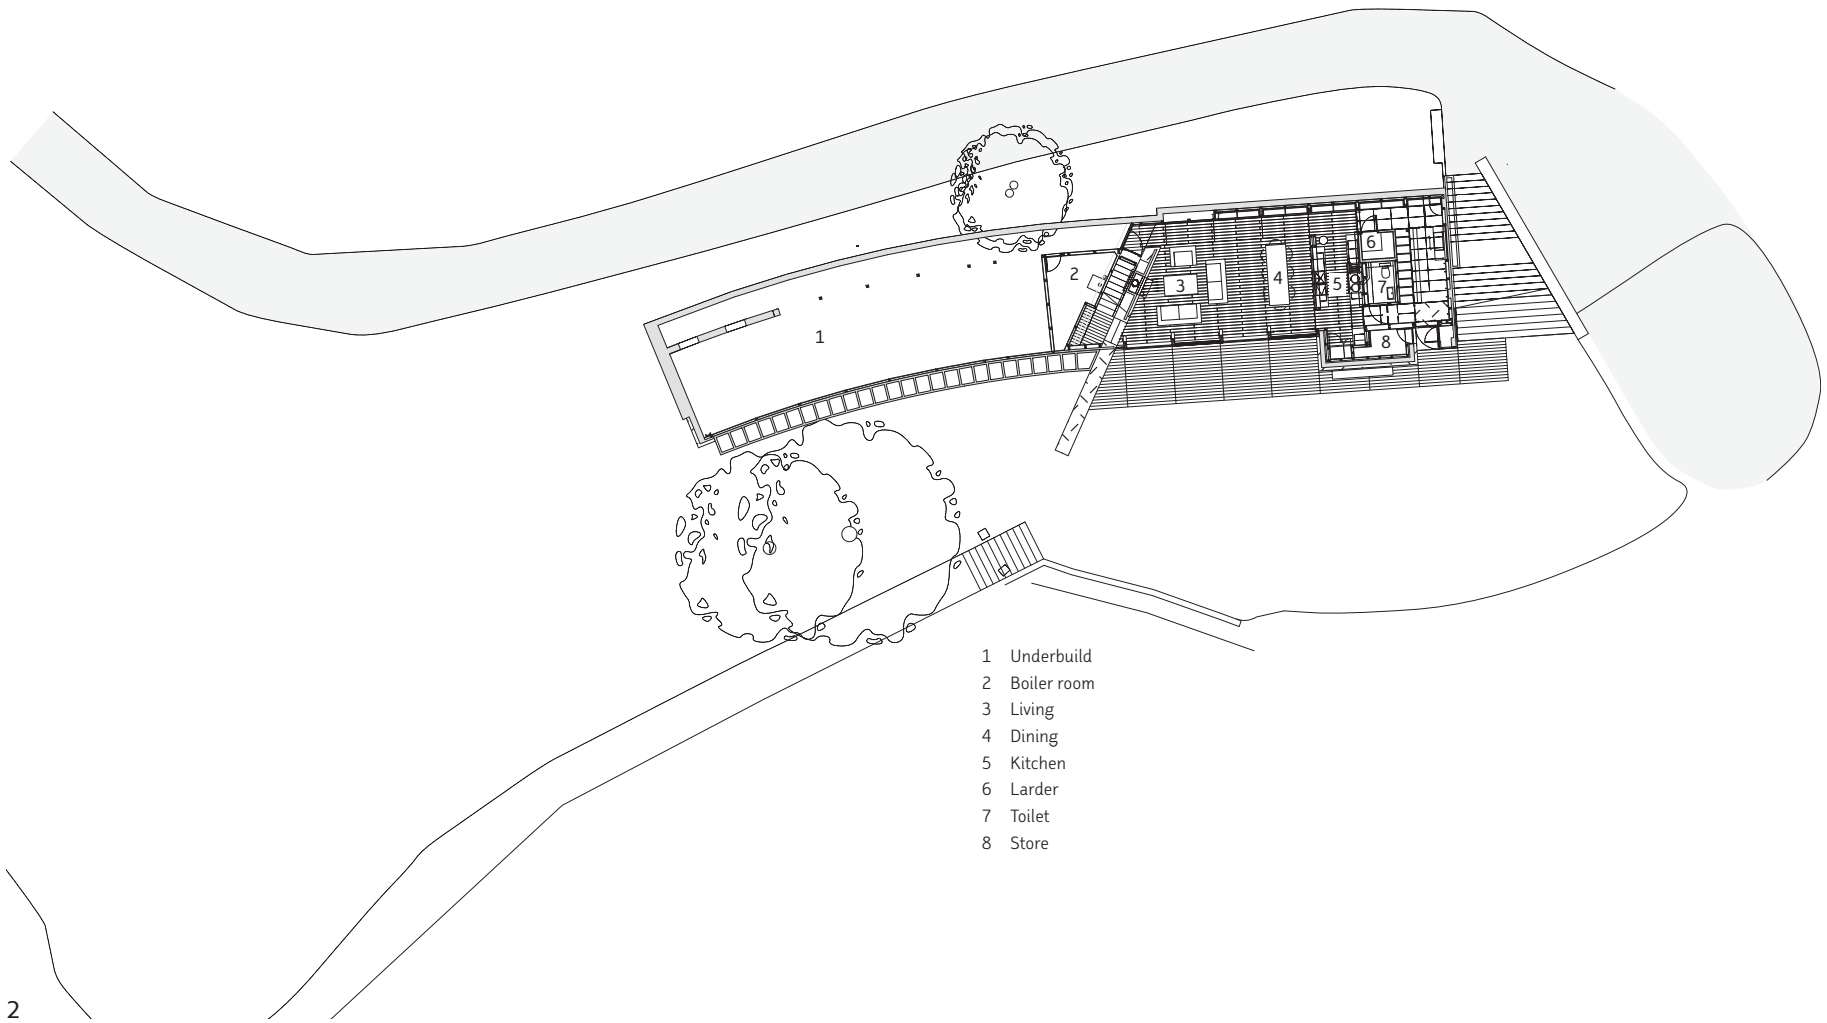 6
2
3
4
5
7
1
8
1 Underbuild
2 Boiler room
3 Living
4 Dining
5 Kitchen
6 Larder
7 Toilet
8 Store
2